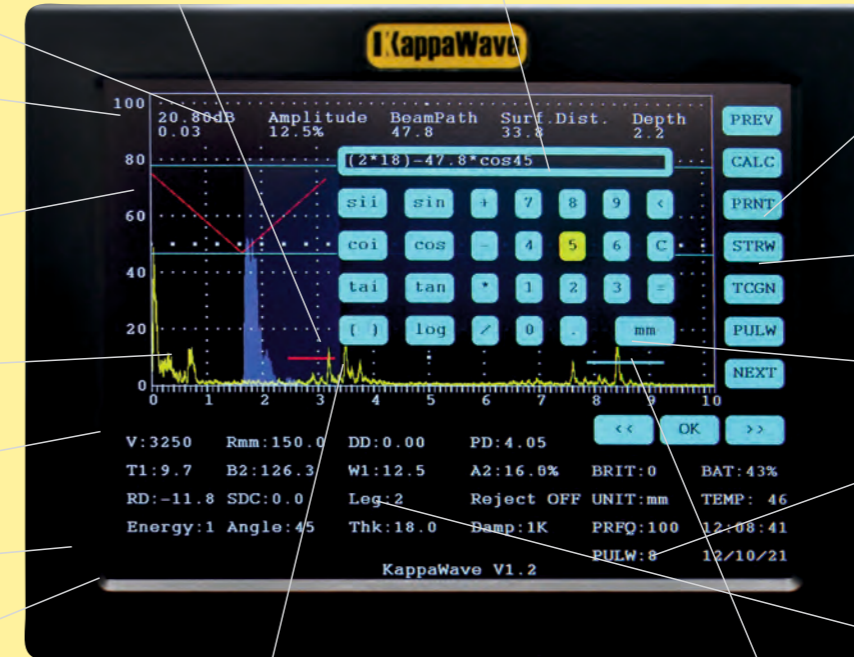 KappaWave
100
20.80dB Amplitude BeamPath Surf.Dist. Depth
0.03 12.5% 47.8 33.8 2.2
PREV
80
(2*18)-47.8*cos45
CALC
sii sin + 7 8 9 < PRNT
60
coi cos - 4 5 6 C STRW
40
tai tan * 1 2 3 = TCGN
20
( ) log / 0 . mm PULW
NEXT
0
0 1 2 3 4 5 6 7 8 9 10
<< OK >>
V:3250 Rmm:150.0 DD:0.00 PD:4.05
T1:9.7 B2:126.3 W1:12.5 A2:16.0% BRIT:0 BAT:43%
RD:-11.8 SDC:0.0 Leg:2 Reject OFF UNIT:mm TEMP: 46
Energy:1 Angle:45 Thk:18.0 Damp:1K PRFQ:100 12:08:41
PULW:8 12/10/21
KappaWave V1.2